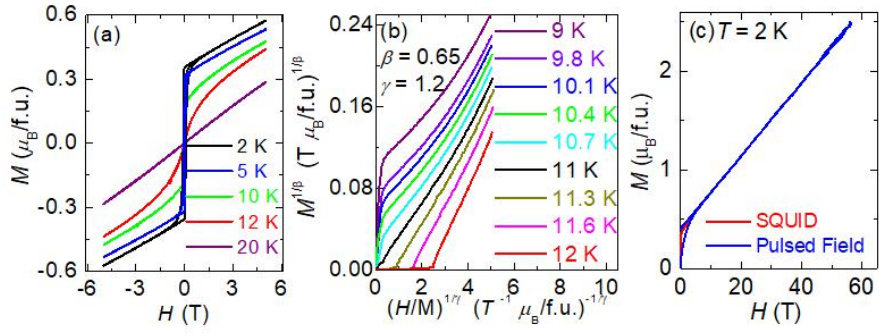 (a)
M (μB/f.u.)
0.6
0.3
0.0
-0.3
-0.6
2 K
5 K
10 K
12 K
20 K
-6 -3 0 3 6
H (T)
(b)
M^1/β (T μB/f.u.)^1/β
0.24
0.16
0.08
0.00
β = 0.65
γ = 1.2
9 K
9.8 K
10.1 K
10.4 K
10.7 K
11 K
11.3 K
11.6 K
12 K
0 2 4 6 8 10
(H/M)^1/γ (T^-1 μB/f.u.)^-1/γ
(c) T = 2 K
M (μB/f.u.)
2
1
0
SQUID
Pulsed Field
0 20 40 60
H (T)